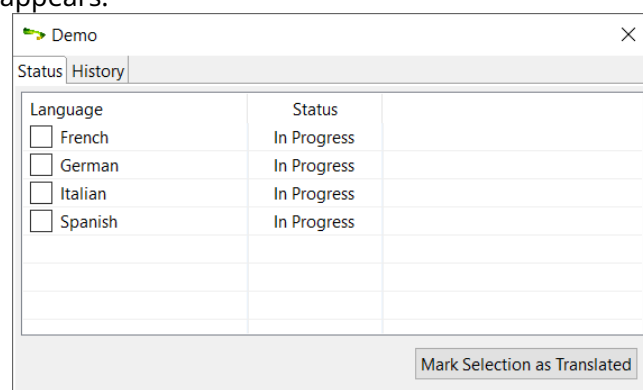 appears.
Demo
Status History
Language Status
French In Progress
German In Progress
Italian In Progress
Spanish In Progress
Mark Selection as Translated